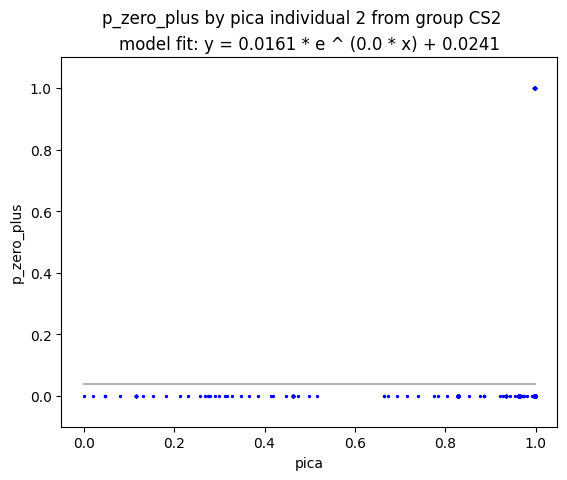 p_zero_plus by pica individual 2 from group CS2
model fit: y = 0.0161 * e ^ (0.0 * x) + 0.0241
1.0
0.8
0.6
0.4
0.2
0.0
p_zero_plus
0.0 0.2 0.4 0.6 0.8 1.0
pica